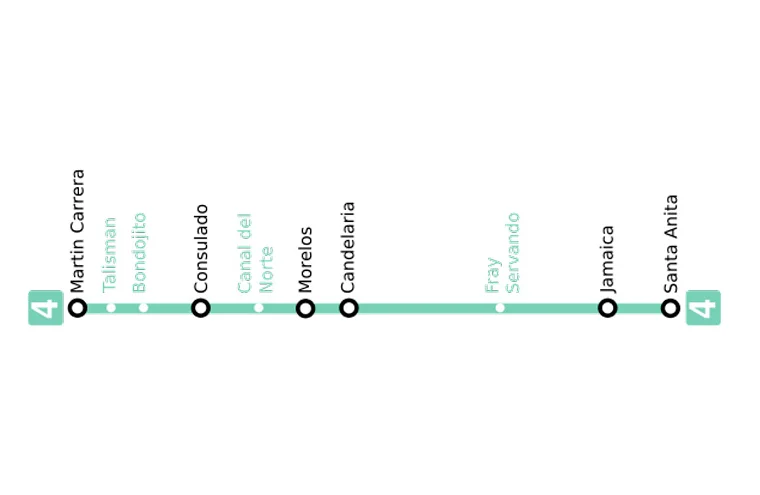 4
Martin Carrera
Talisman
Bondojito
Consulado
Canal del
Norte
Morelos
Candelaria
Fray
Servando
Jamaica
Santa Anita
4